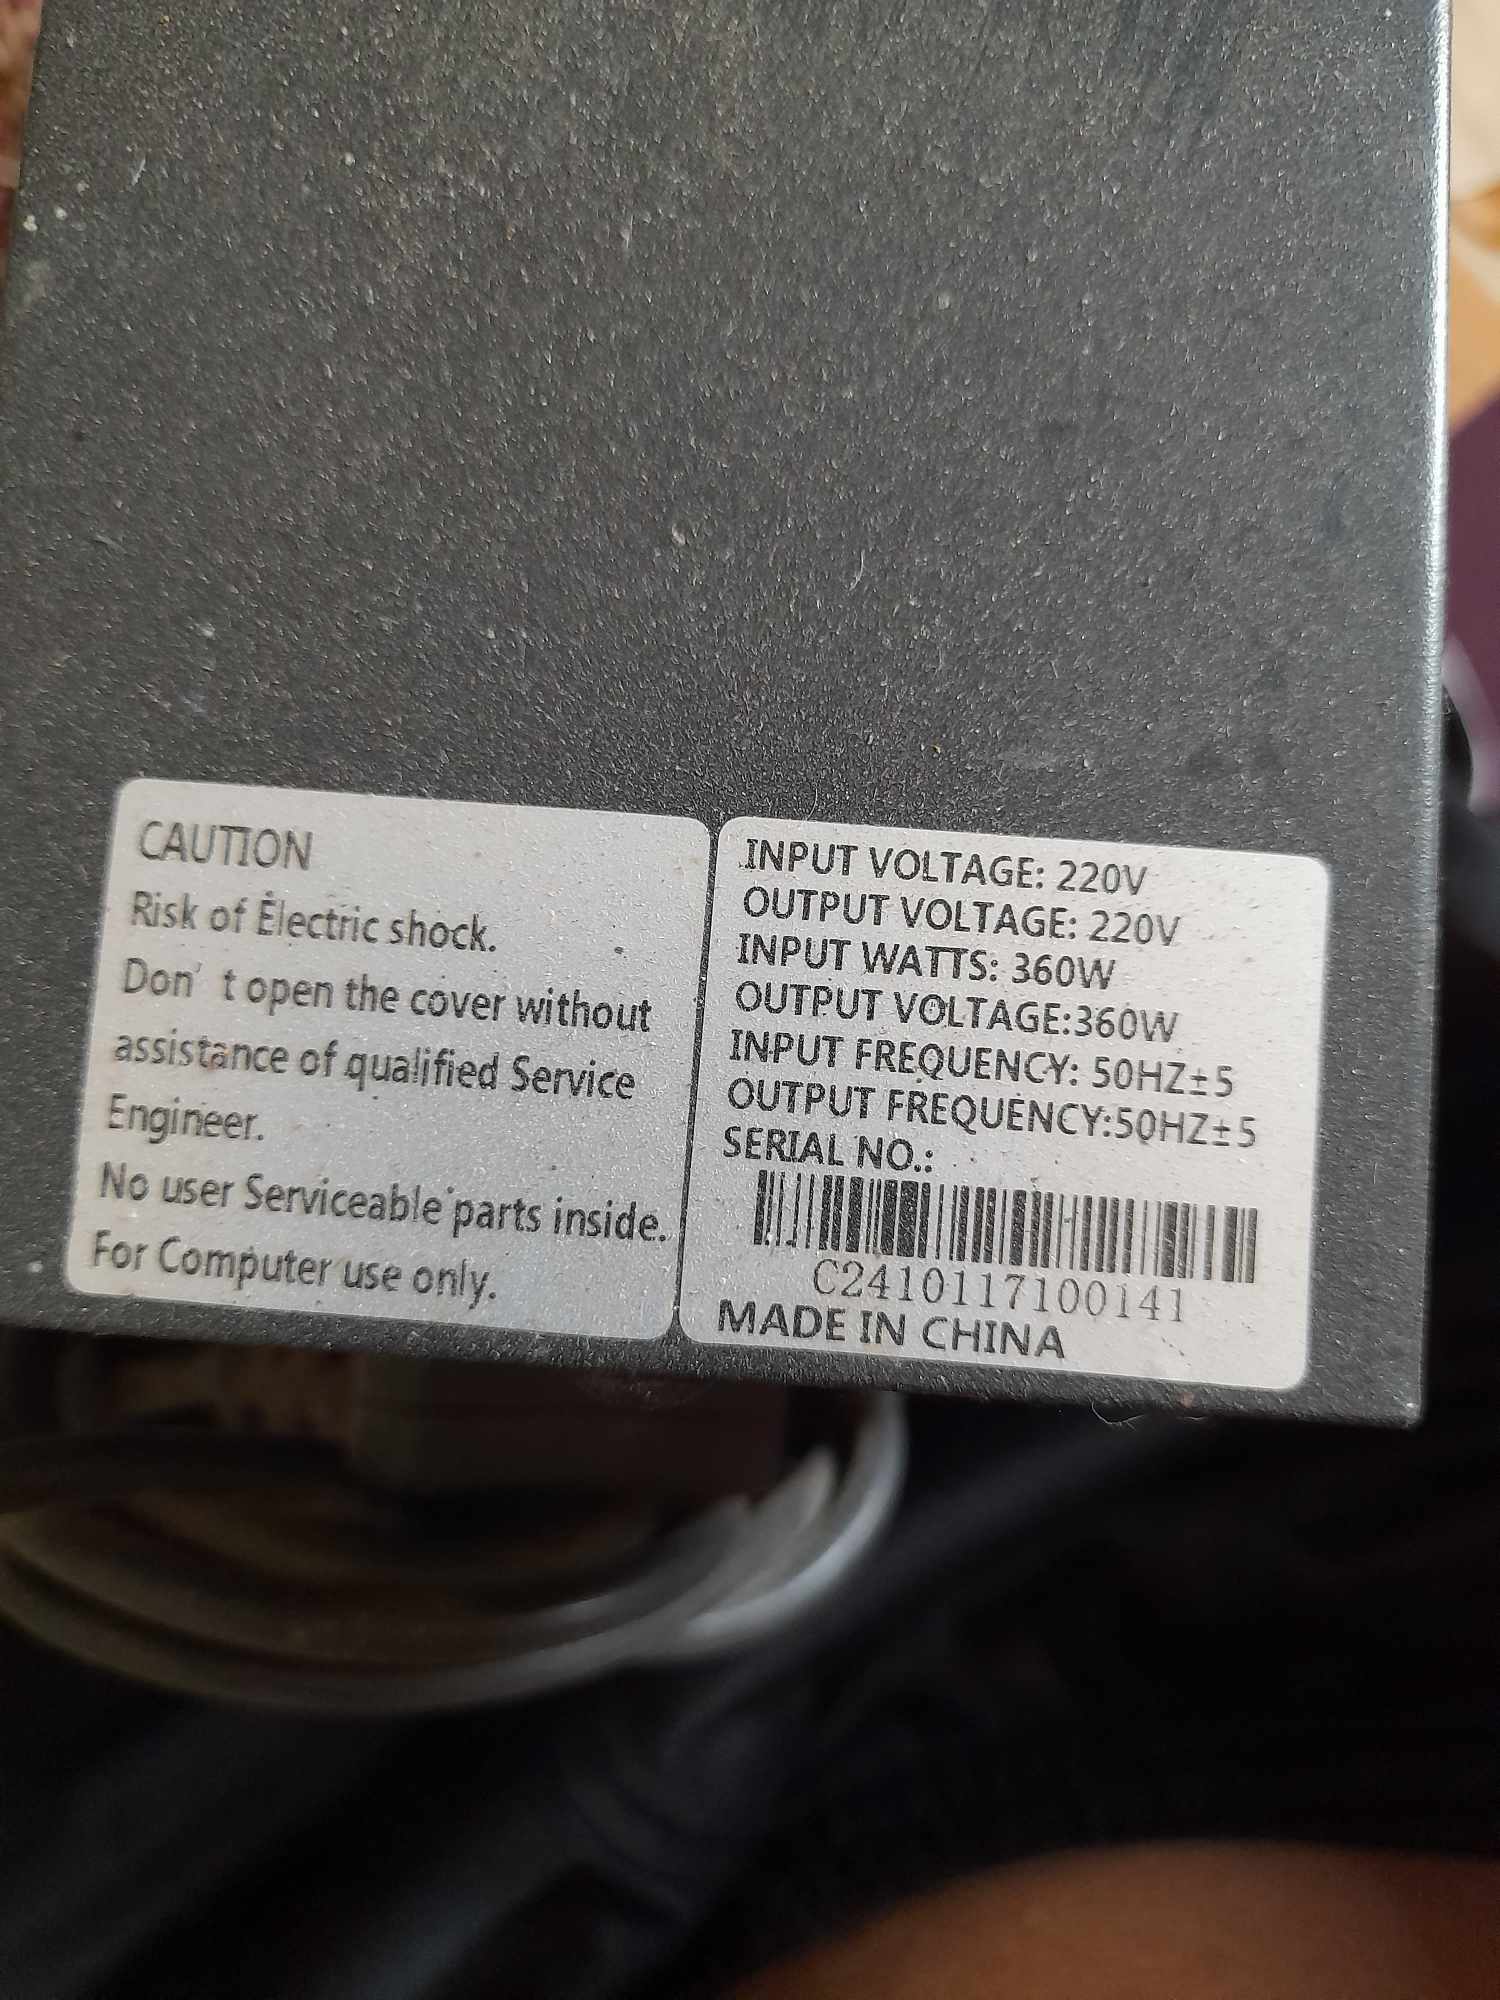 CAUTION
Risk of Electric shock.
Don't open the cover without
assistance of qualified Service
Engineer.
No user Serviceable parts inside.
For Computer use only.
INPUT VOLTAGE: 220V
OUTPUT VOLTAGE: 220V
INPUT WATTS: 360W
OUTPUT VOLTAGE:360W
INPUT FREQUENCY: 50HZ±5
OUTPUT FREQUENCY:50HZ±5
SERIAL NO.:
C2410117100141
MADE IN CHINA